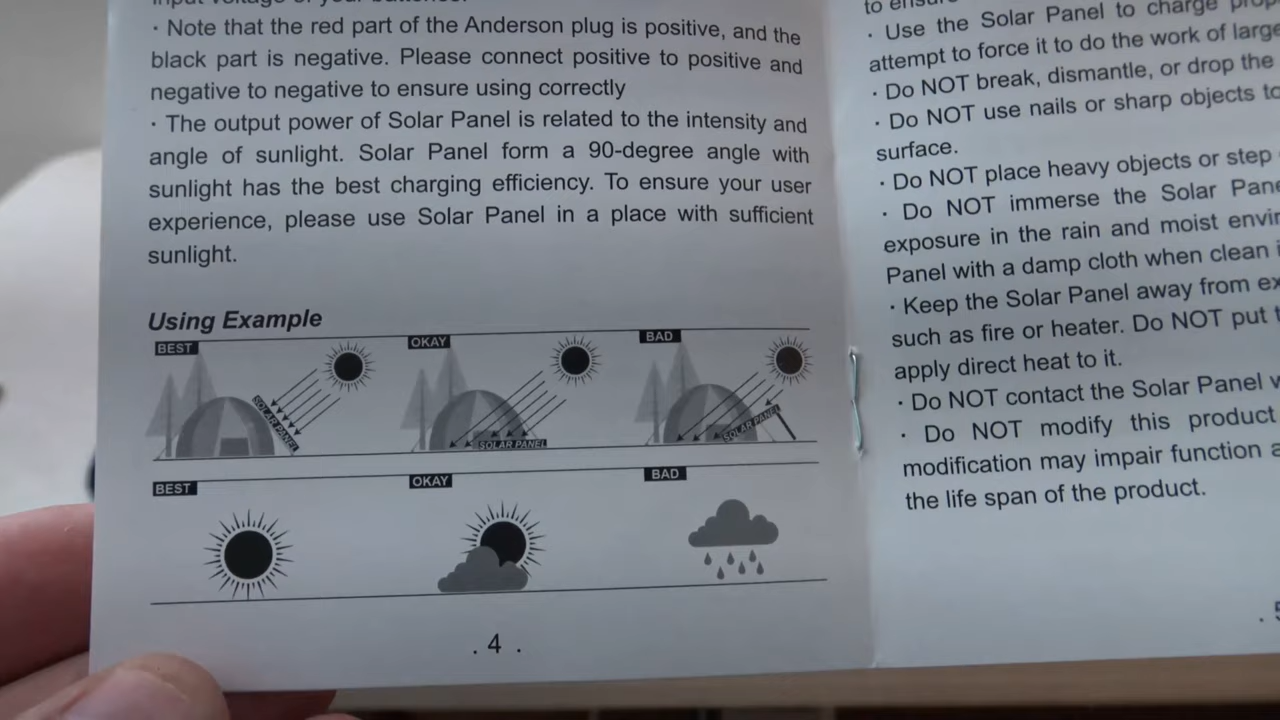 input voltage of your batteries.
· Note that the red part of the Anderson plug is positive, and the
black part is negative. Please connect positive to positive and
negative to negative to ensure using correctly
· The output power of Solar Panel is related to the intensity and
angle of sunlight. Solar Panel form a 90-degree angle with
sunlight has the best charging efficiency. To ensure your user
experience, please use Solar Panel in a place with sufficient
sunlight.
Using Example
BEST OKAY BAD
SOLAR PANEL SOLAR PANEL SOLAR PANEL
BEST OKAY BAD
. 4 .
to ensure
· Use the Solar Panel to charge
attempt to force it to do the work of large
· Do NOT break, dismantle, or drop the
· Do NOT use nails or sharp objects to
surface.
· Do NOT place heavy objects or step
· Do NOT immerse the Solar
exposure in the rain and moist
Panel with a damp cloth when clean
· Keep the Solar Panel away from
such as fire or heater. Do NOT put
apply direct heat to it.
· Do NOT contact the Solar Panel
· Do NOT modify this product
modification may impair function
the life span of the product.